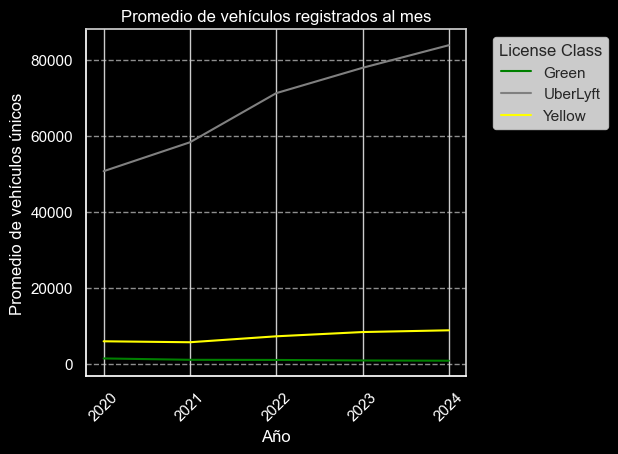 Promedio de vehículos registrados al mes
License Class
Green
UberLyft
Yellow
Promedio de vehículos únicos
80000
60000
40000
20000
0
2020
2021
2022
2023
2024
Año